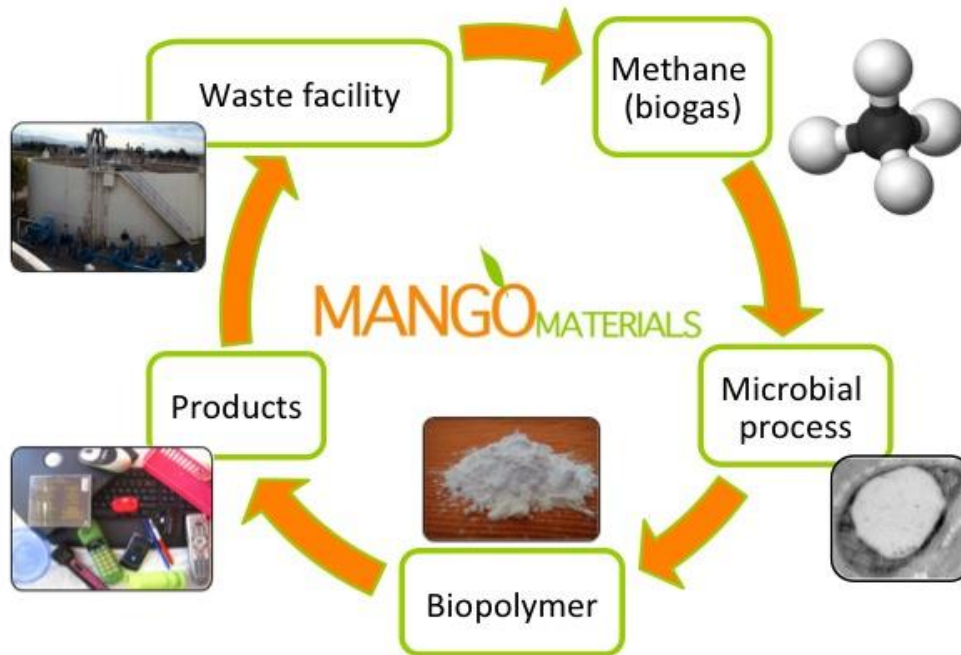 Waste facility
Methane
(biogas)
MANGO MATERIALS
Products
Microbial
process
Biopolymer